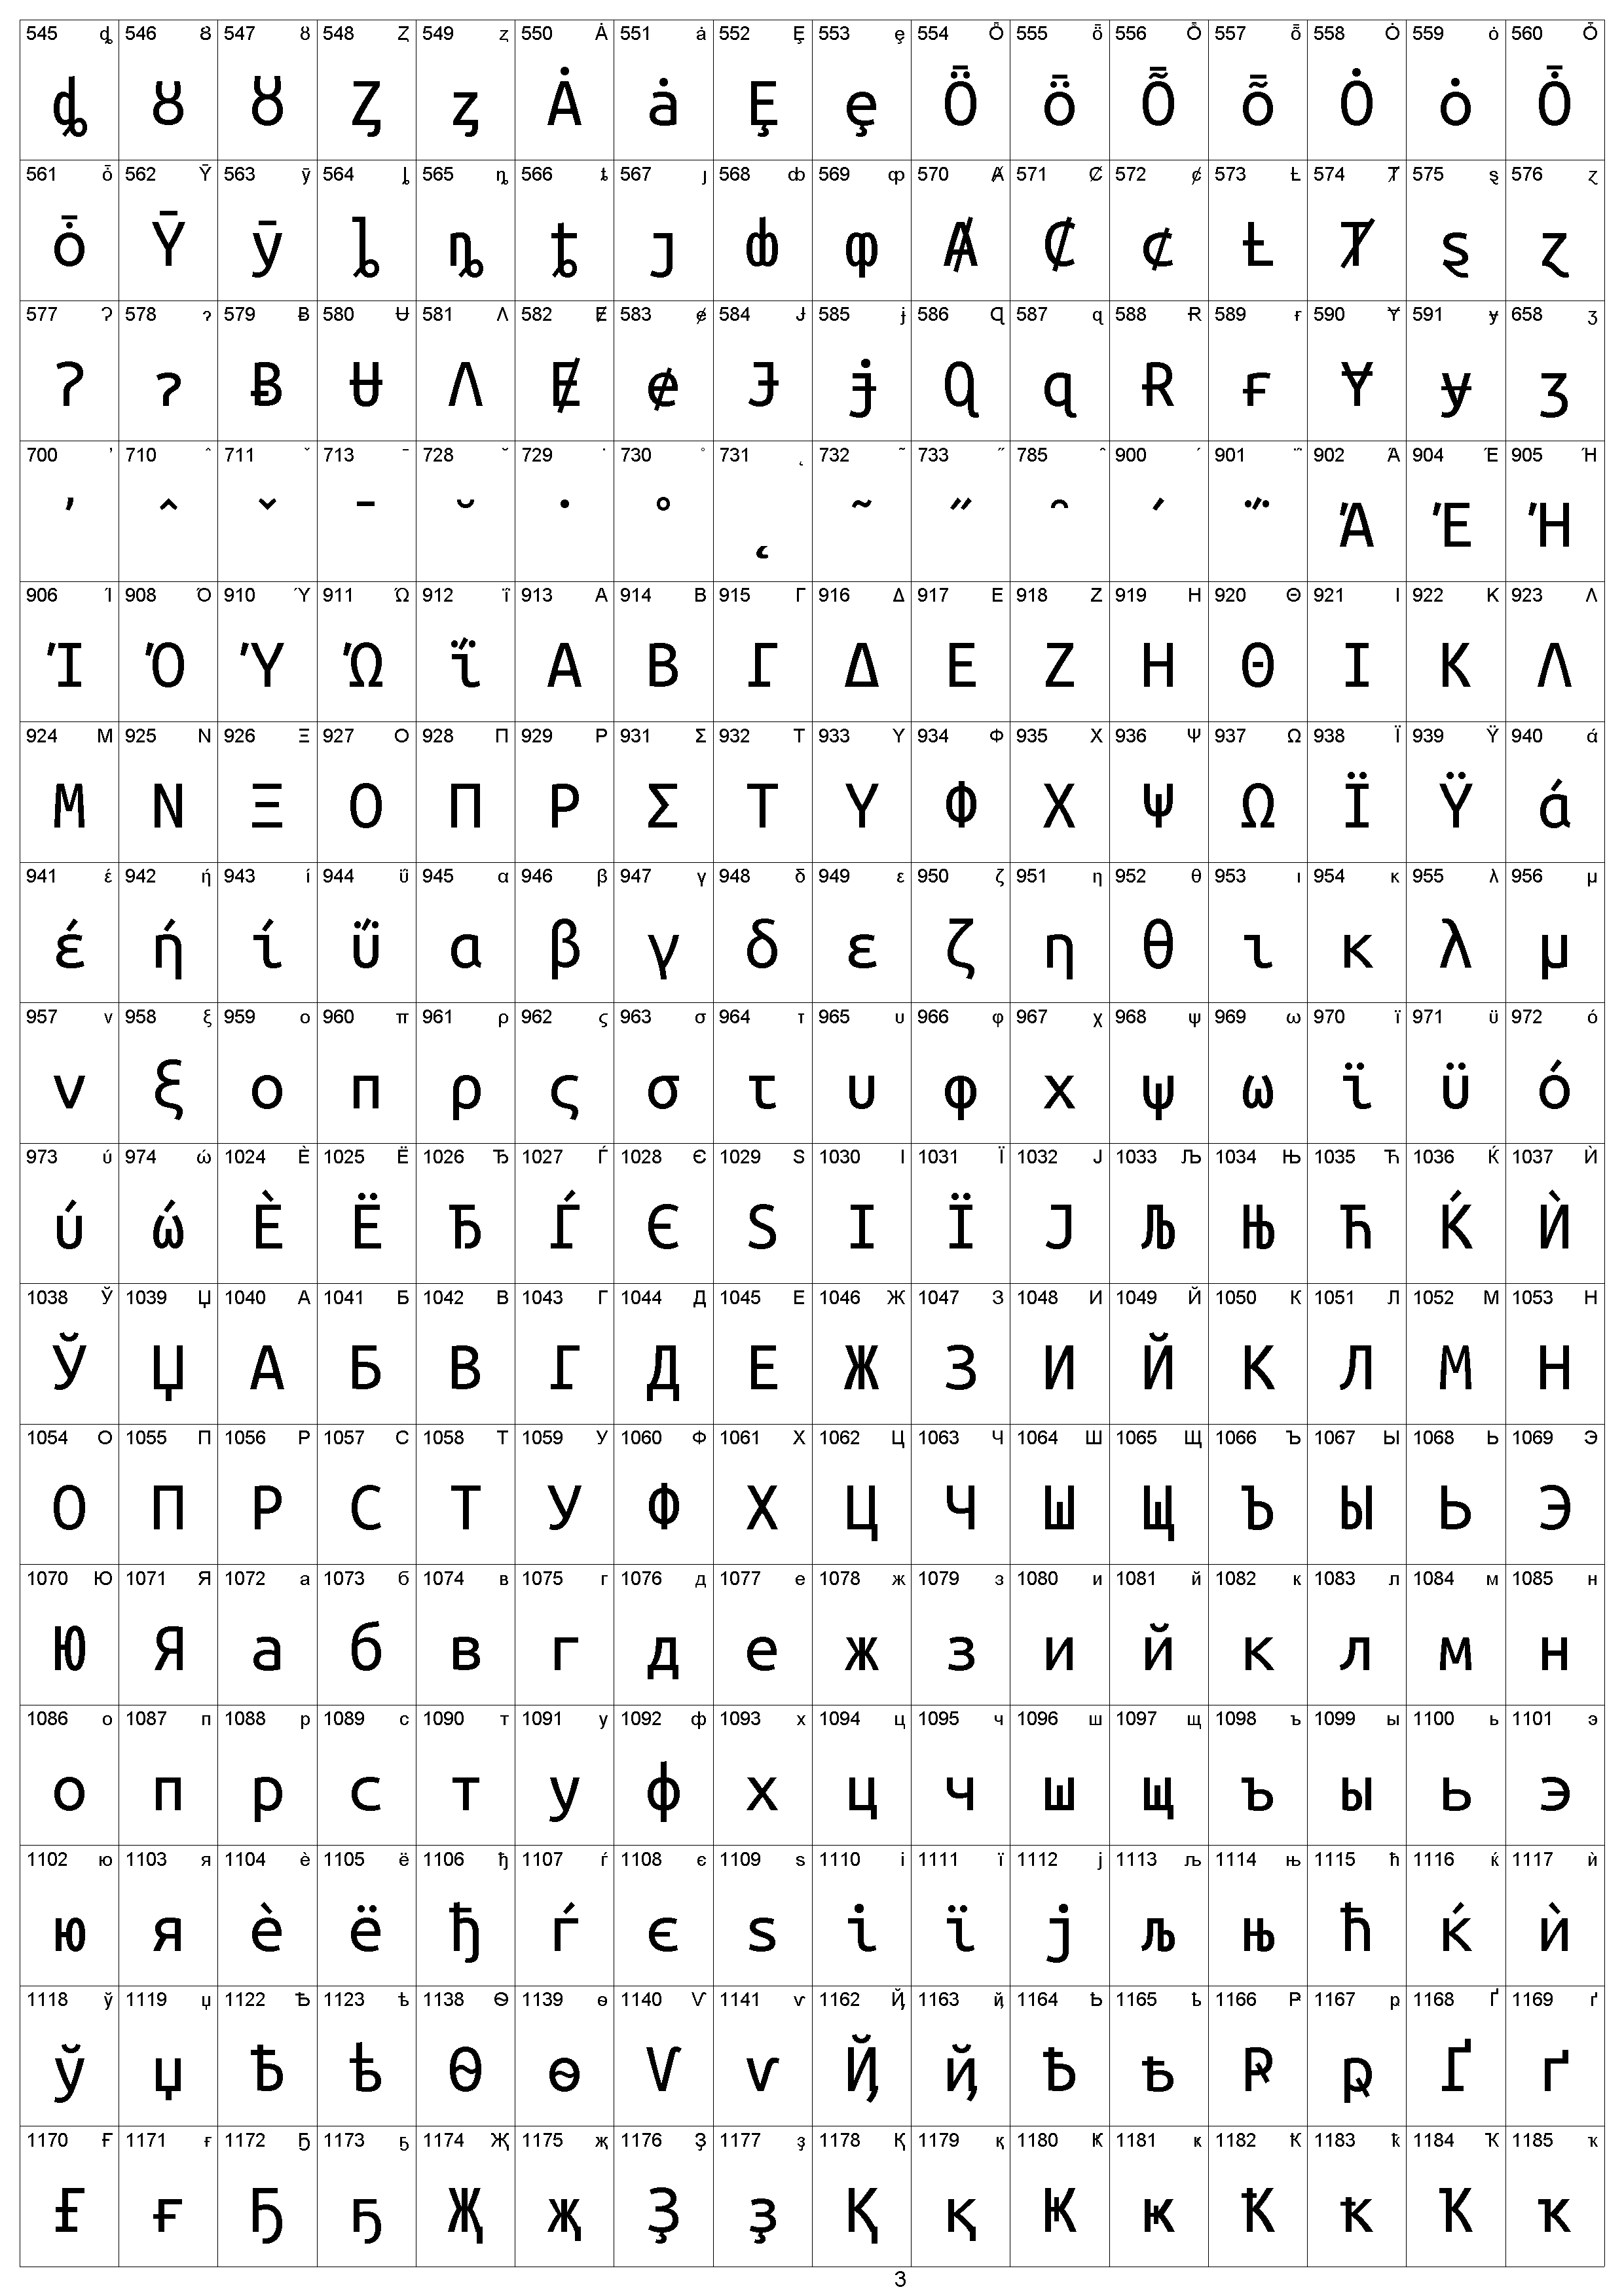 545 ȡ 546 Ȣ 547 ȣ 548 Ȥ 549 ȥ 550 Ȧ 551 ȧ 552 Ȩ 553 ȩ 554 Ȫ 555 ȫ 556 Ȭ 557 ȭ 558 Ȯ 559 ȯ 560 Ȱ
ȡ Ȣ ȣ Ȥ ȥ Ȧ ȧ Ȩ ȩ Ȫ ȫ Ȭ ȭ Ȯ ȯ Ȱ
561 ȱ 562 Ȳ 563 ȳ 564 ȴ 565 ȵ 566 ȶ 567 ȷ 568 ȸ 569 ȹ 570 Ⱥ 571 Ȼ 572 ȼ 573 Ƚ 574 Ⱦ 575 ȿ 576 ɀ
ȱ Ȳ ȳ ȴ ȵ ȶ ȷ ȸ ȹ Ⱥ Ȼ ȼ Ƚ Ⱦ ȿ ɀ
577 Ɂ 578 ɂ 579 Ƀ 580 Ʉ 581 Ʌ 582 Ɇ 583 ɇ 584 Ɉ 585 ɉ 586 Ɋ 587 ɋ 588 Ɍ 589 ɍ 590 Ɏ 591 ɏ 658 ʒ
Ɂ ɂ Ƀ Ʉ Ʌ Ɇ ɇ Ɉ ɉ Ɋ ɋ Ɍ ɍ Ɏ ɏ ʒ
700 ʼ 710 ˆ 711 ˇ 713 ˉ 728 ˘ 729 ˙ 730 ˚ 731 ˛ 732 ˜ 733 ˝ 785 ̑ 900 ΄ 901 ΅ 902 Ά 904 Έ 905 Ή
ʼ ˆ ˇ ˉ ˘ ˙ ˚ ˛ ˜ ˝ ̑ ΄ ΅ Ά Έ Ή
906 Ί 908 Ό 910 Ύ 911 Ώ 912 ΐ 913 Α 914 Β 915 Γ 916 Δ 917 Ε 918 Ζ 919 Η 920 Θ 921 Ι 922 Κ 923 Λ
Ί Ό Ύ Ώ ΐ Α Β Γ Δ Ε Ζ Η Θ Ι Κ Λ
924 Μ 925 Ν 926 Ξ 927 Ο 928 Π 929 Ρ 931 Σ 932 Τ 933 Υ 934 Φ 935 Χ 936 Ψ 937 Ω 938 Ϊ 939 Ϋ 940 ά
Μ Ν Ξ Ο Π Ρ Σ Τ Υ Φ Χ Ψ Ω Ϊ Ϋ ά
941 έ 942 ή 943 ί 944 ΰ 945 α 946 β 947 γ 948 δ 949 ε 950 ζ 951 η 952 θ 953 ι 954 κ 955 λ 956 μ
έ ή ί ΰ α β γ δ ε ζ η θ ι κ λ μ
957 ν 958 ξ 959 ο 960 π 961 ρ 962 ς 963 σ 964 τ 965 υ 966 φ 967 χ 968 ψ 969 ω 970 ϊ 971 ϋ 972 ό
ν ξ ο π ρ ς σ τ υ φ χ ψ ω ϊ ϋ ό
973 ύ 974 ώ 1024 Ѐ 1025 Ё 1026 Ђ 1027 Ѓ 1028 Є 1029 Ѕ 1030 І 1031 Ї 1032 Ј 1033 Љ 1034 Њ 1035 Ћ 1036 Ќ 1037 Ѝ
ύ ώ Ѐ Ё Ђ Ѓ Є Ѕ І Ї Ј Љ Њ Ћ Ќ Ѝ
1038 Ў 1039 Џ 1040 А 1041 Б 1042 В 1043 Г 1044 Д 1045 Е 1046 Ж 1047 З 1048 И 1049 Й 1050 К 1051 Л 1052 М 1053 Н
Ў Џ А Б В Г Д Е Ж З И Й К Л М Н
1054 О 1055 П 1056 Р 1057 С 1058 Т 1059 У 1060 Ф 1061 Х 1062 Ц 1063 Ч 1064 Ш 1065 Щ 1066 Ъ 1067 Ы 1068 Ь 1069 Э
О П Р С Т У Ф Х Ц Ч Ш Щ Ъ Ы Ь Э
1070 Ю 1071 Я 1072 а 1073 б 1074 в 1075 г 1076 д 1077 е 1078 ж 1079 з 1080 и 1081 й 1082 к 1083 л 1084 м 1085 н
Ю Я а б в г д е ж з и й к л м н
1086 о 1087 п 1088 р 1089 с 1090 т 1091 у 1092 ф 1093 х 1094 ц 1095 ч 1096 ш 1097 щ 1098 ъ 1099 ы 1100 ь 1101 э
о п р с т у ф х ц ч ш щ ъ ы ь э
1102 ю 1103 я 1104 ѐ 1105 ё 1106 ђ 1107 ѓ 1108 є 1109 ѕ 1110 і 1111 ї 1112 ј 1113 љ 1114 њ 1115 ћ 1116 ќ 1117 ѝ
ю я ѐ ё ђ ѓ є ѕ і ї ј љ њ ћ ќ ѝ
1118 ў 1119 џ 1122 Ѣ 1123 ѣ 1138 Ѳ 1139 ѳ 1140 Ѵ 1141 ѵ 1162 Ҋ 1163 ҋ 1164 Ҍ 1165 ҍ 1166 Ҏ 1167 ҏ 1168 Ґ 1169 ґ
ў џ Ѣ ѣ Ѳ ѳ Ѵ ѵ Ҋ ҋ Ҍ ҍ Ҏ ҏ Ґ ґ
1170 Ғ 1171 ғ 1172 Ҕ 1173 ҕ 1174 Җ 1175 җ 1176 Ҙ 1177 ҙ 1178 Қ 1179 қ 1180 Ҝ 1181 ҝ 1182 Ҟ 1183 ҟ 1184 Ҡ 1185 ҡ
Ғ ғ Ҕ ҕ Җ җ Ҙ ҙ Қ қ Ҝ ҝ Ҟ ҟ Ҡ ҡ
3